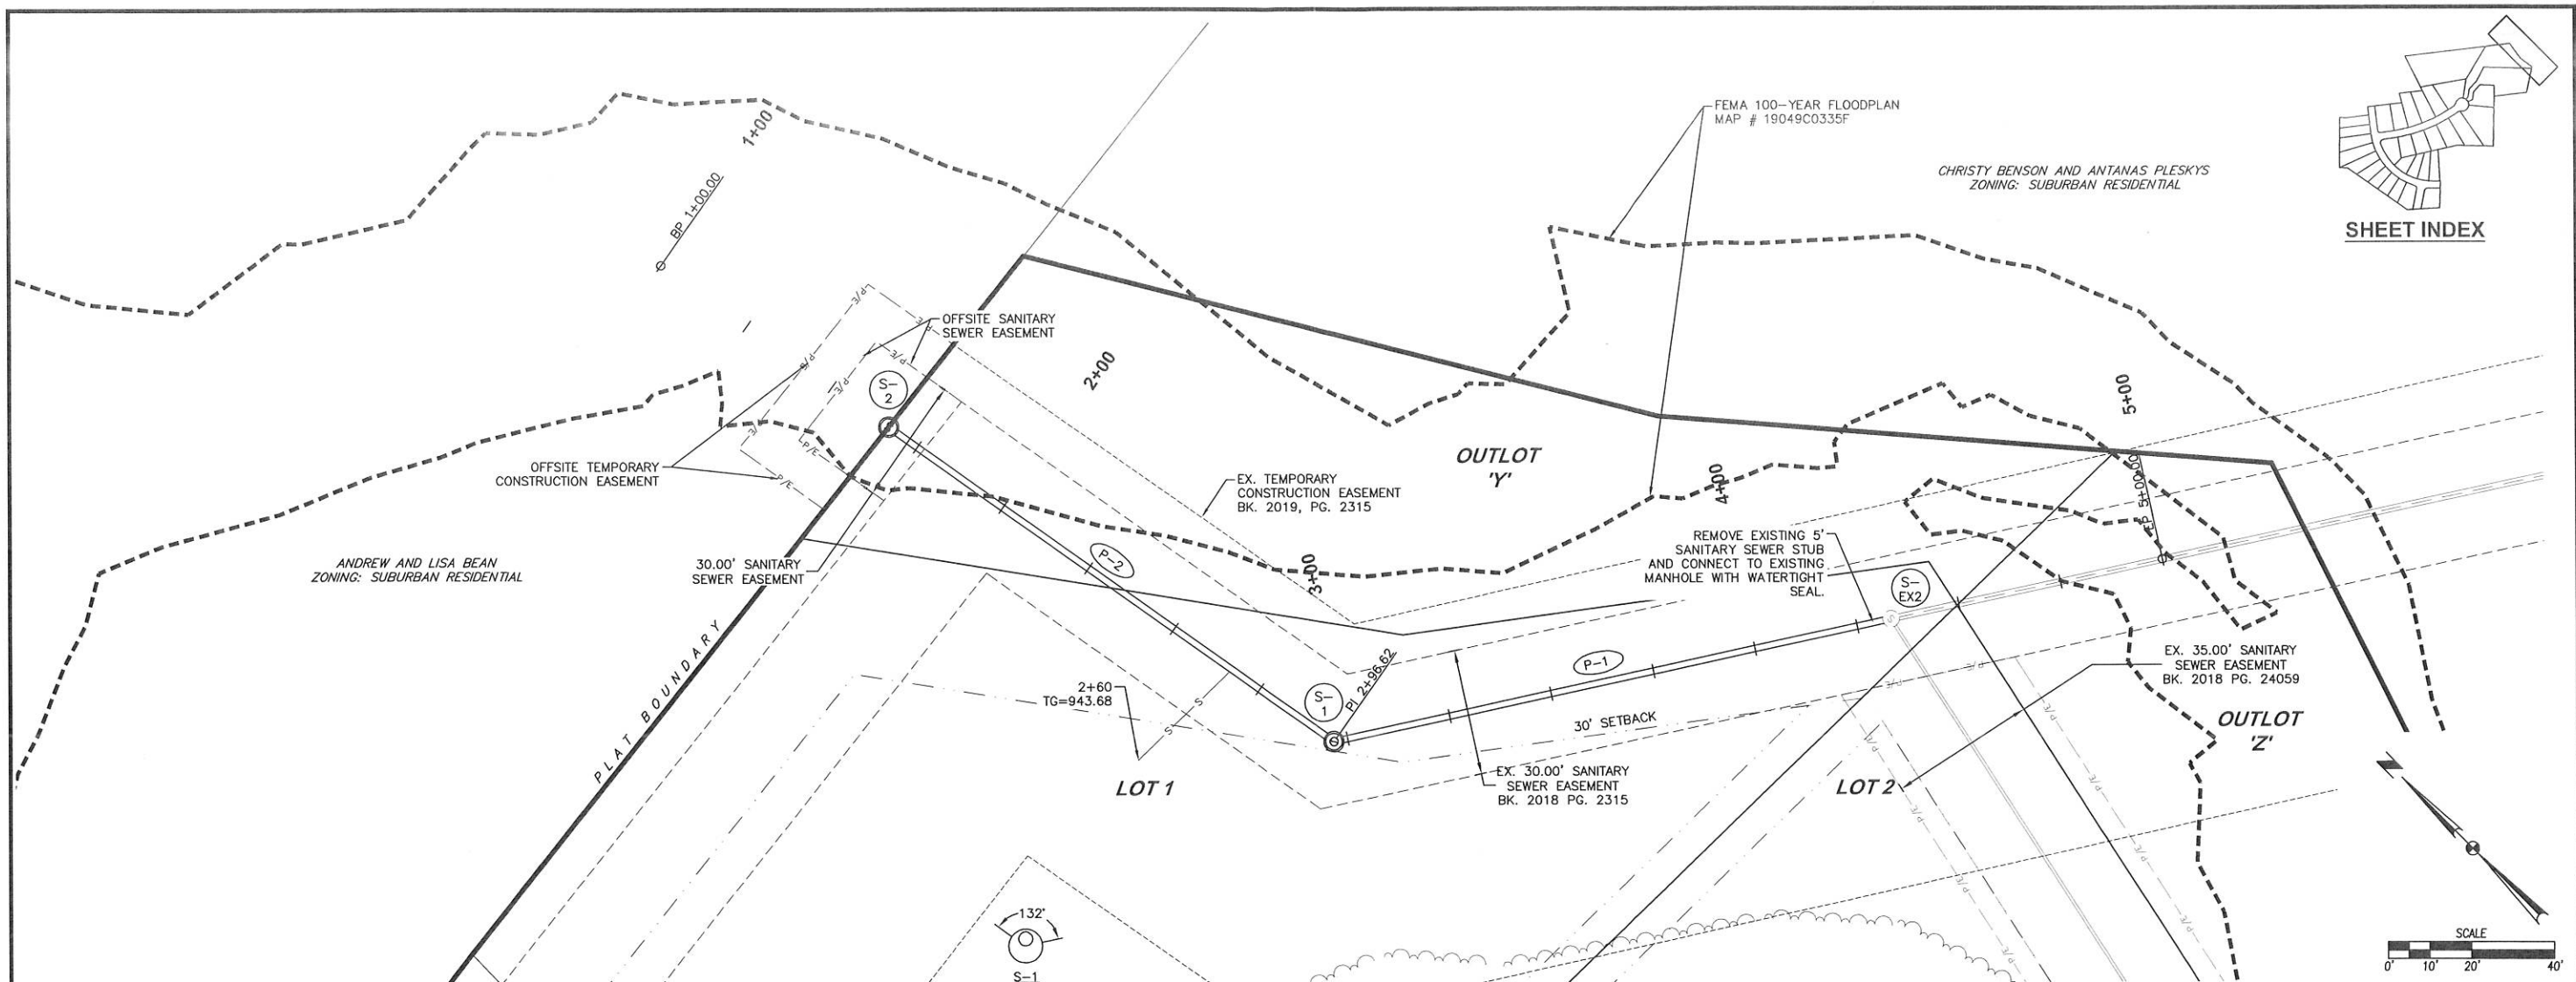 1+00
BP 1+00.00
FEMA 100-YEAR FLOODPLAN
MAP # 19049C0335F
CHRISTY BENSON AND ANTANAS PLESKYS
ZONING: SUBURBAN RESIDENTIAL
SHEET INDEX
P/E
P/E
OFFSITE SANITARY
SEWER EASEMENT
P/E
P/E
P/E
S-
2
2+00
5+00
P/E
P/E
P/E
OFFSITE TEMPORARY
CONSTRUCTION EASEMENT
OUTLOT
'Y'
4+00
EP 5+00.00
EX. TEMPORARY
CONSTRUCTION EASEMENT
BK. 2019, PG. 2315
REMOVE EXISTING 5'
SANITARY SEWER STUB
AND CONNECT TO EXISTING
MANHOLE WITH WATERTIGHT
SEAL.
ANDREW AND LISA BEAN
ZONING: SUBURBAN RESIDENTIAL
30.00' SANITARY
SEWER EASEMENT
P-2
3+00
S-
EX2
S
PLAT BOUNDARY
2+60
TG=943.68
S
S
S-
1
PI 2+96.62
P-1
30' SETBACK
P/E
P/E
P/E
EX. 35.00' SANITARY
SEWER EASEMENT
BK. 2018 PG. 24059
OUTLOT
'Z'
LOT 1
EX. 30.00' SANITARY
SEWER EASEMENT
BK. 2018 PG. 2315
LOT 2
P/E
P/E
P/E
P/E
P/E
P/E
N
132°
S-1
SCALE
0' 10' 20' 40'